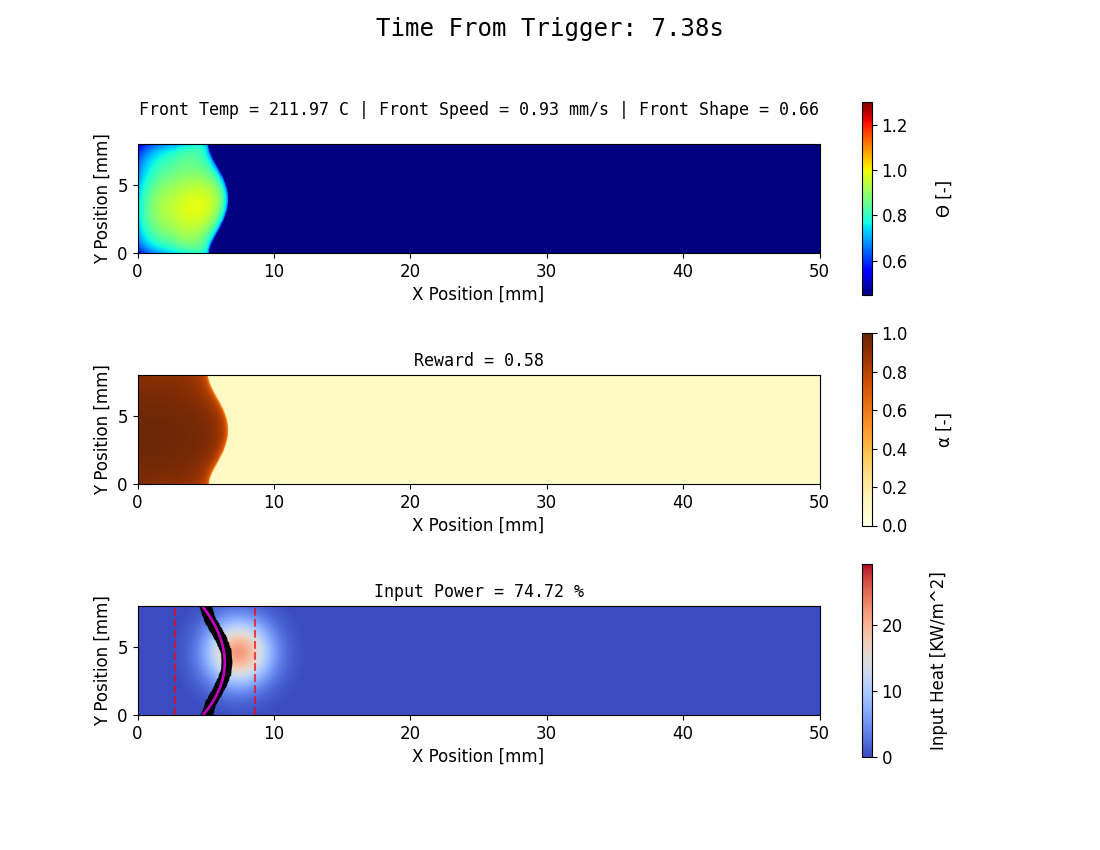 Time From Trigger: 7.38s
Front Temp = 211.97 C | Front Speed = 0.93 mm/s | Front Shape = 0.66
Y Position [mm]
5
0
0 10 20 30 40 50
X Position [mm]
1.2
1.0
0.8
0.6
Θ [-]
Reward = 0.58
Y Position [mm]
5
0
0 10 20 30 40 50
X Position [mm]
1.0
0.8
0.6
0.4
0.2
0.0
α [-]
Input Power = 74.72 %
Y Position [mm]
5
0
0 10 20 30 40 50
X Position [mm]
20
10
0
Input Heat [KW/m^2]